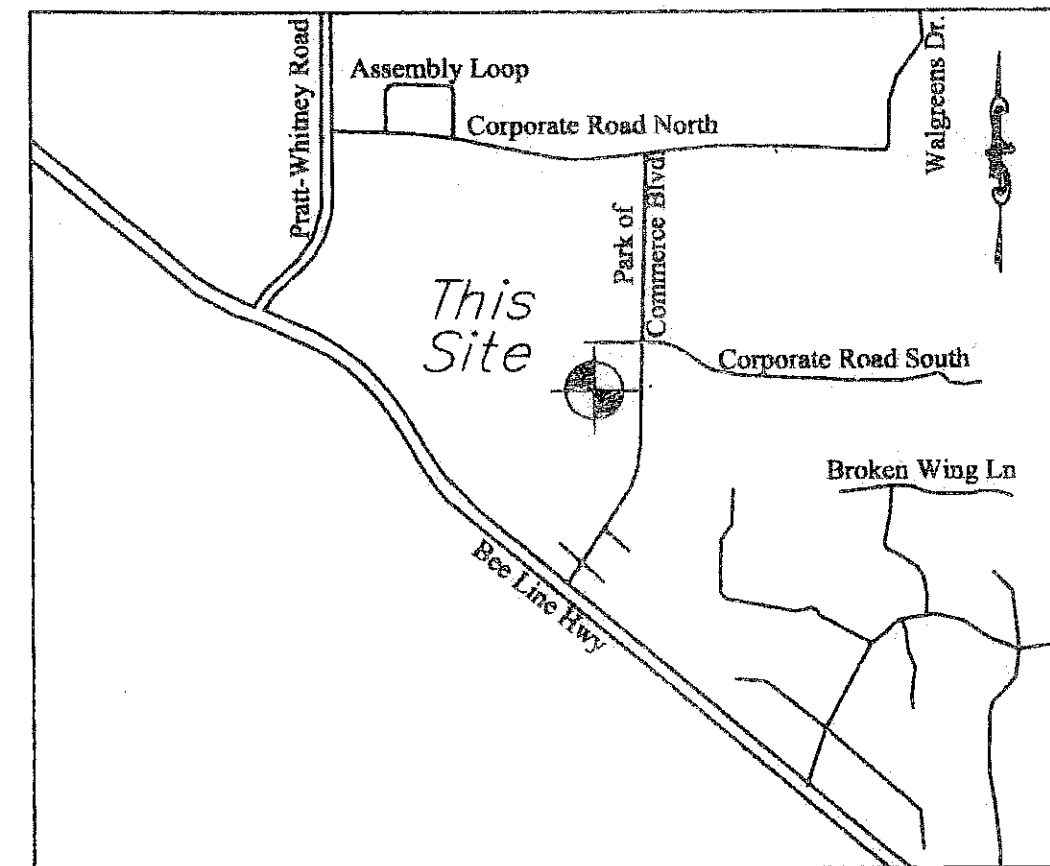 Pratt-Whitney Road
Assembly Loop
Corporate Road North
Walgreens Dr.
Park of
Commerce Blvd
This
Site
Corporate Road South
Broken Wing Ln
Bee Line Hwy